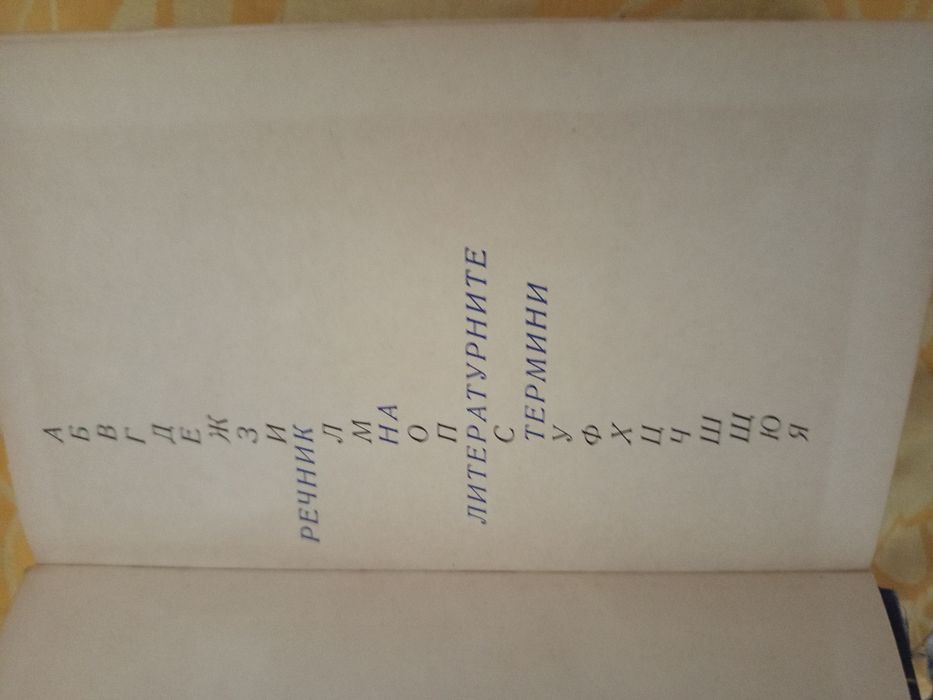 А
Б
В
Г
Д
Е
Ж
З
И
РЕЧНИК
Л
М
НА
О
П
ЛИТЕРАТУРНИТЕ
С
ТЕРМИНИ
У
Ф
Х
Ц
Ч
Ш
Щ
Ю
Я